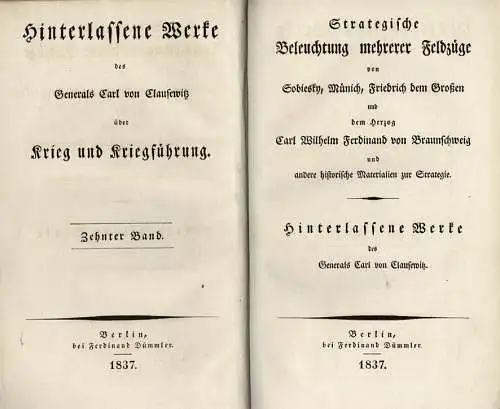 Hinterlassene Werke
des
Generals Carl von Clausewitz
über
Krieg und Kriegführung.
Zehnter Band.
Berlin,
bei Ferdinand Dümmler.
1837.
Strategische
Beleuchtung mehrerer Feldzüge
von
Sobiesky, Münich, Friedrich dem Großen
und
dem Herzog
Carl Wilhelm Ferdinand von Braunschweig
und
andere historische Materialien zur Strategie.
Hinterlassene Werke
des
Generals Carl von Clausewitz.
Berlin,
bei Ferdinand Dümmler.
1837.